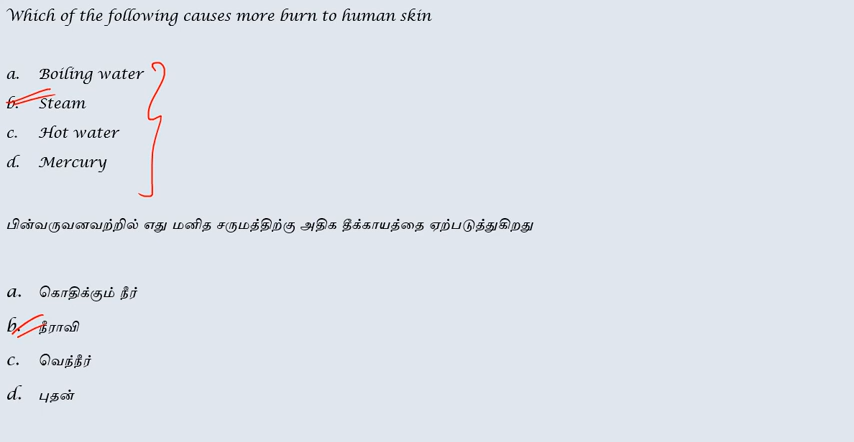 Which of the following causes more burn to human skin
a. Boiling water
b. Steam
c. Hot water
d. Mercury
பின்வருவனவற்றில் எது மனித சருமத்திற்கு அதிக தீக்காயத்தை ஏற்படுத்துகிறது
a. கொதிக்கும் நீர்
b. நீராவி
c. வெந்நீர்
d. புதன்